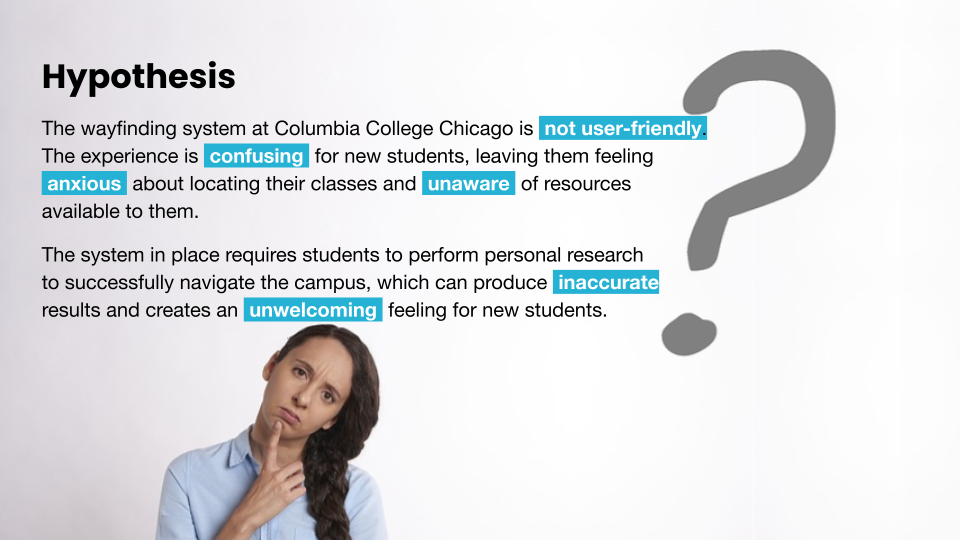 Hypothesis
The wayfinding system at Columbia College Chicago is not user-friendly.
The experience is confusing for new students, leaving them feeling
anxious about locating their classes and unaware of resources
available to them.
The system in place requires students to perform personal research
to successfully navigate the campus, which can produce inaccurate
results and creates an unwelcoming feeling for new students.